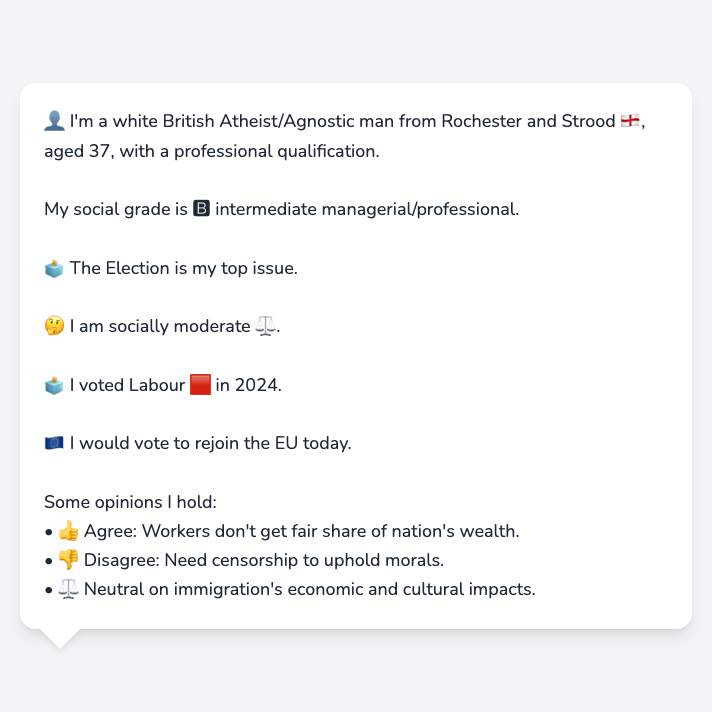 👤 I'm a white British Atheist/Agnostic man from Rochester and Strood 🏴󠁧󠁢󠁥󠁮󠁧󠁿,
aged 37, with a professional qualification.
My social grade is 🅱 intermediate managerial/professional.
🗳️ The Election is my top issue.
🤔 I am socially moderate ⚖️.
🗳️ I voted Labour 🟥 in 2024.
🇪🇺 I would vote to rejoin the EU today.
Some opinions I hold:
• 👍 Agree: Workers don't get fair share of nation's wealth.
• 👎 Disagree: Need censorship to uphold morals.
• ⚖️ Neutral on immigration's economic and cultural impacts.